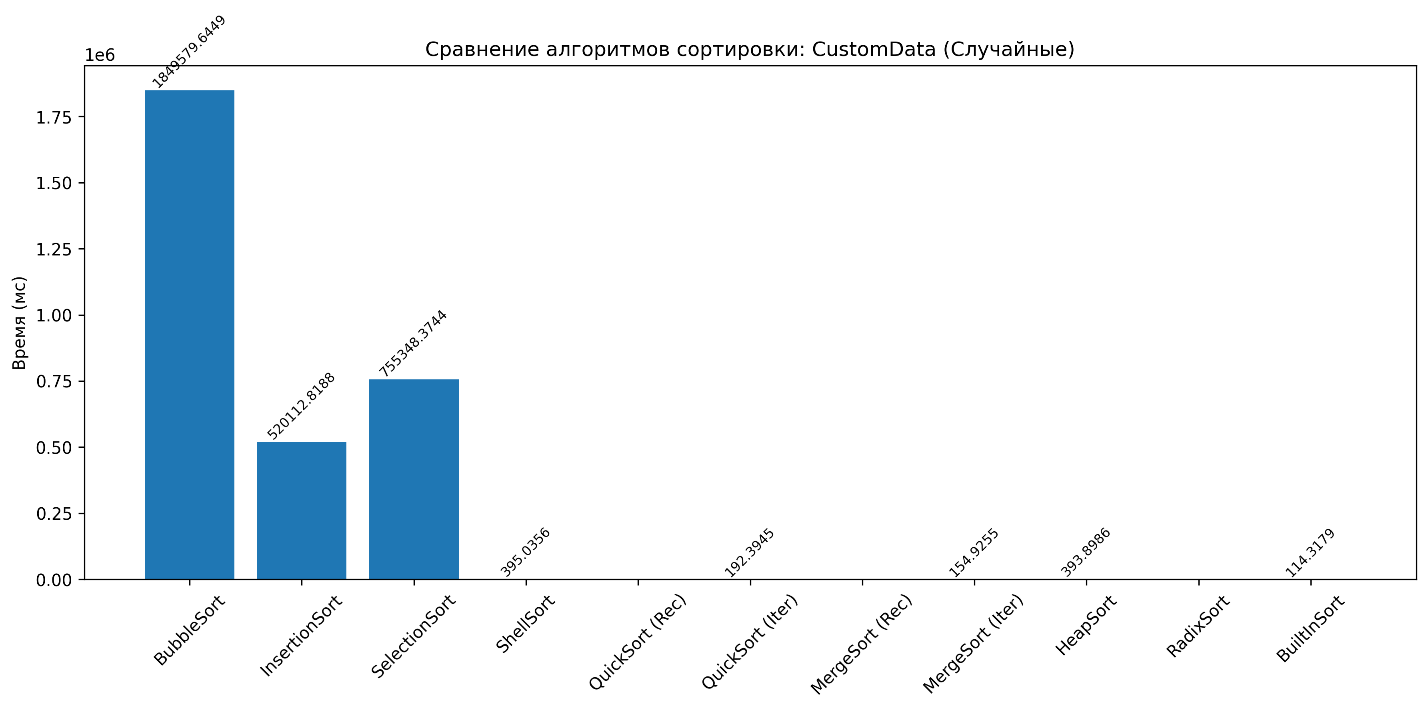 Сравнение алгоритмов сортировки: CustomData (Случайные)
1e6
Время (мс)
1.75
1.50
1.25
1.00
0.75
0.50
0.25
0.00
1849579.6449
520112.8188
755348.3744
395.0356
192.3945
154.9255
393.8986
114.3179
BubbleSort
InsertionSort
SelectionSort
ShellSort
QuickSort (Rec)
QuickSort (Iter)
MergeSort (Rec)
MergeSort (Iter)
HeapSort
RadixSort
BuiltInSort